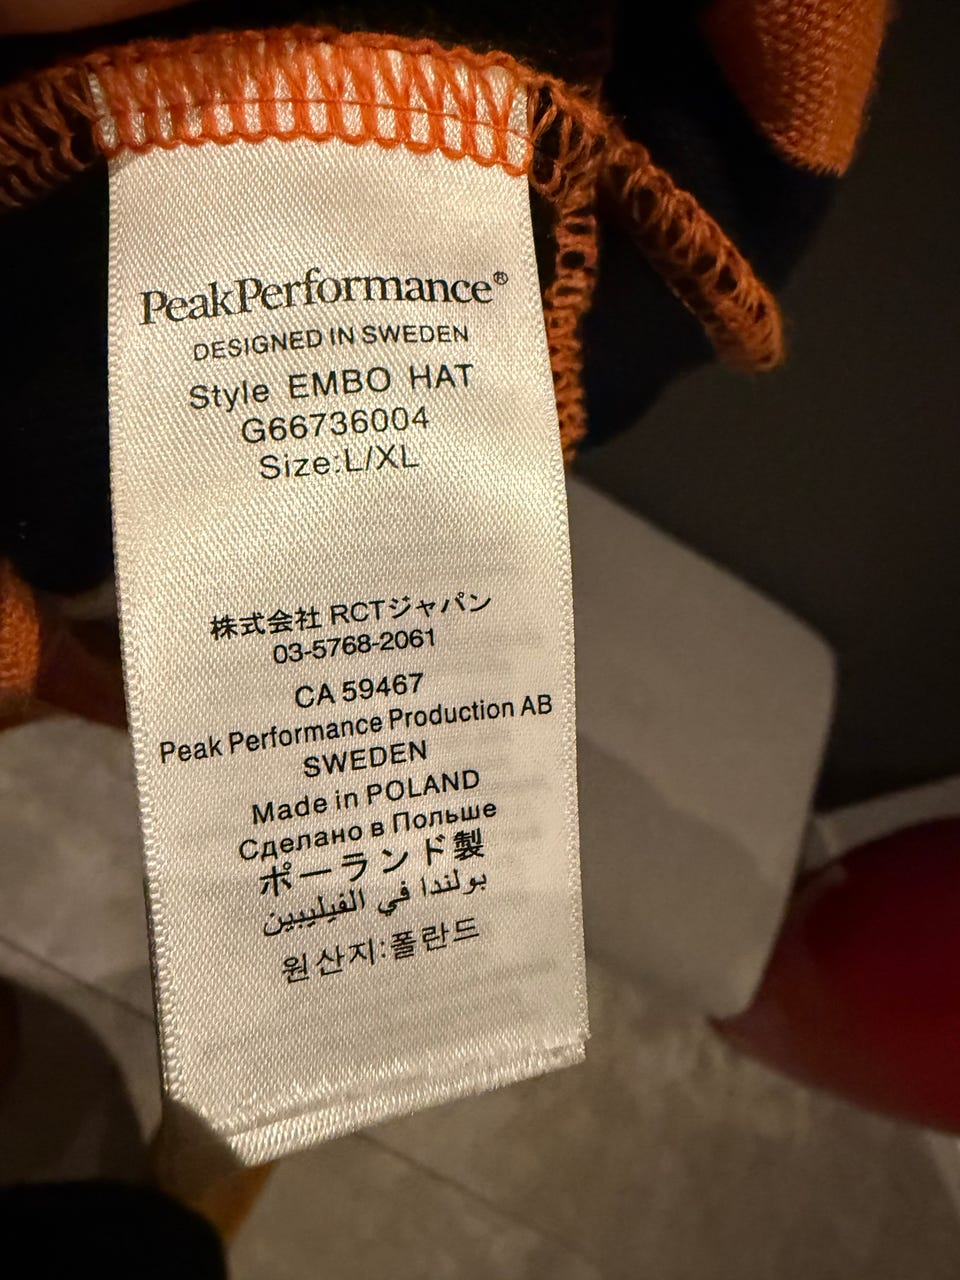 PeakPerformance®
DESIGNED IN SWEDEN
Style EMBO HAT
G66736004
Size:L/XL
株式会社 RCTジャパン
03-5768-2061
CA 59467
Peak Performance Production AB
SWEDEN
Made in POLAND
Сделано в Польше
ポーランド製
بولندا في الفيليبين
원산지:폴란드